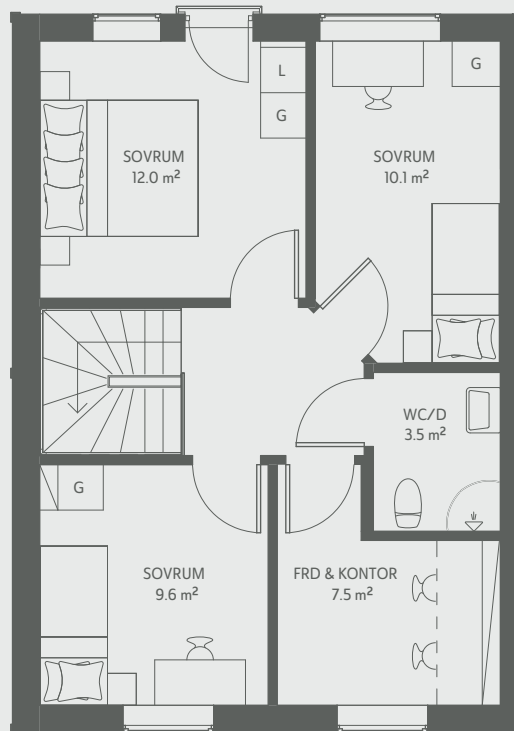 L
G
SOVRUM
12.0 m²
G
SOVRUM
10.1 m²
WC/D
3.5 m²
G
SOVRUM
9.6 m²
FRD & KONTOR
7.5 m²